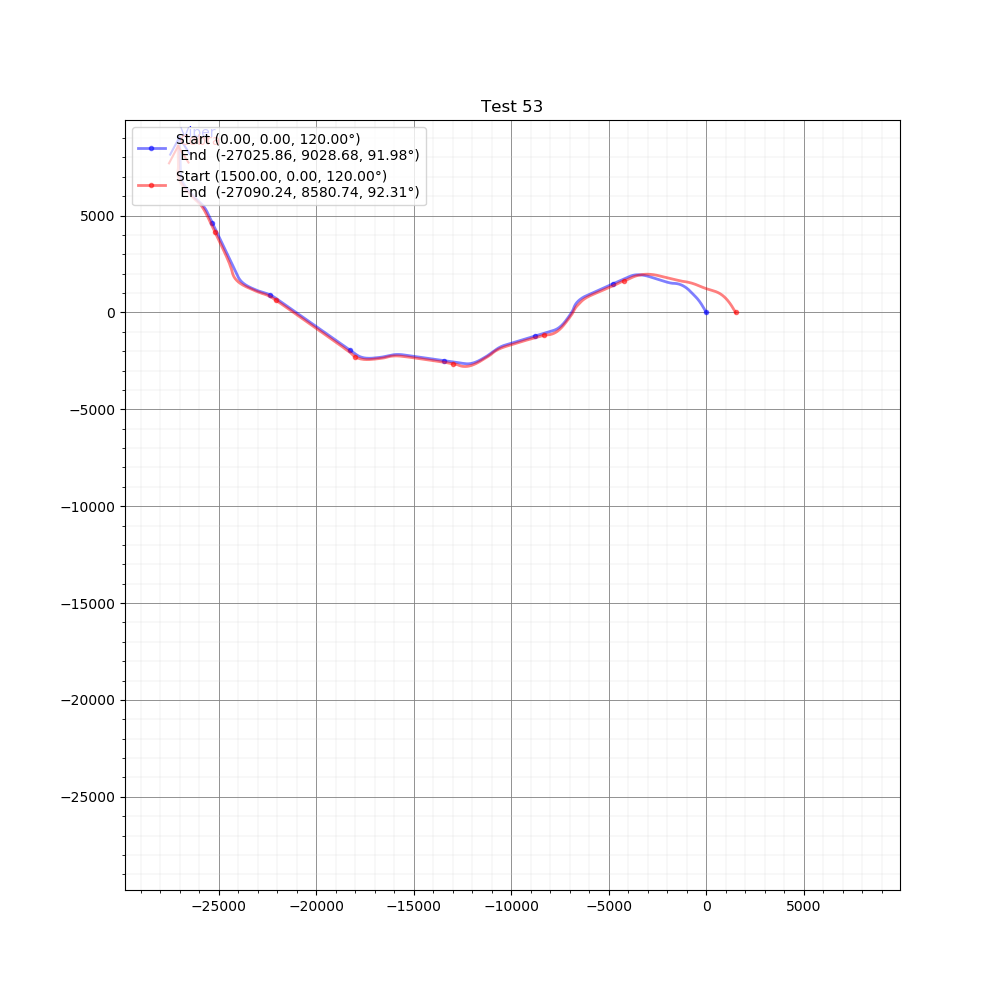 Test 53
Viper
Start (0.00, 0.00, 120.00°)
End  (-27025.86, 9028.68, 91.98°)
Start (1500.00, 0.00, 120.00°)
End  (-27090.24, 8580.74, 92.31°)
5000
0
−5000
−10000
−15000
−20000
−25000
−25000
−20000
−15000
−10000
−5000
0
5000